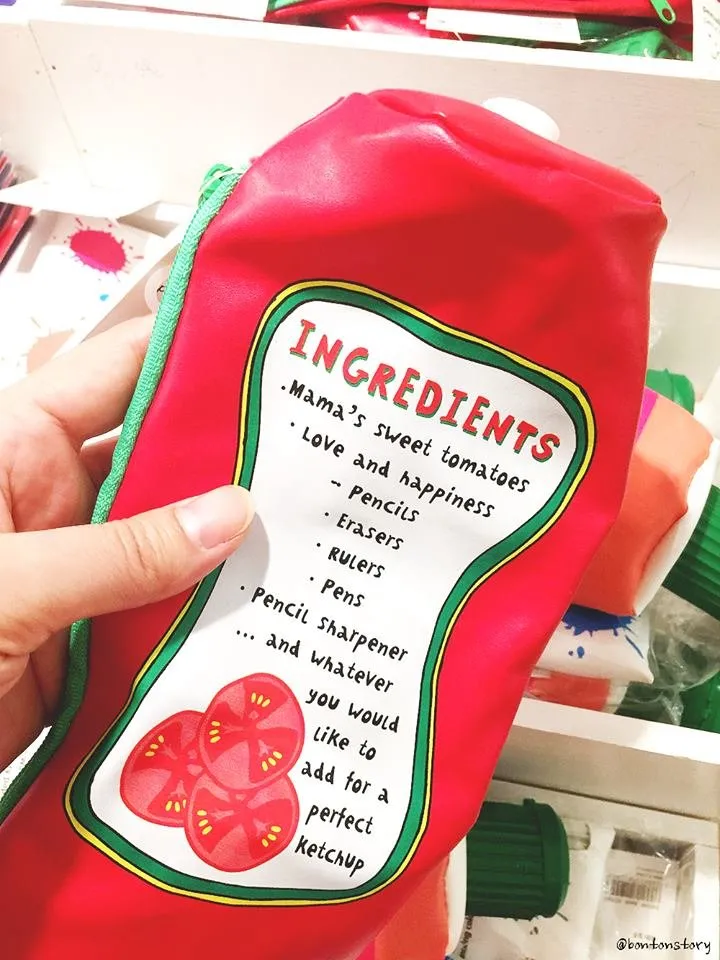 INGREDIENTS
·Mama's sweet tomatoes
·Love and happiness
- Pencils
·Erasers
·Rulers
·Pens
·Pencil sharpener
... and whatever
you would
like to
add for a
perfect
ketchup
@bontonstory